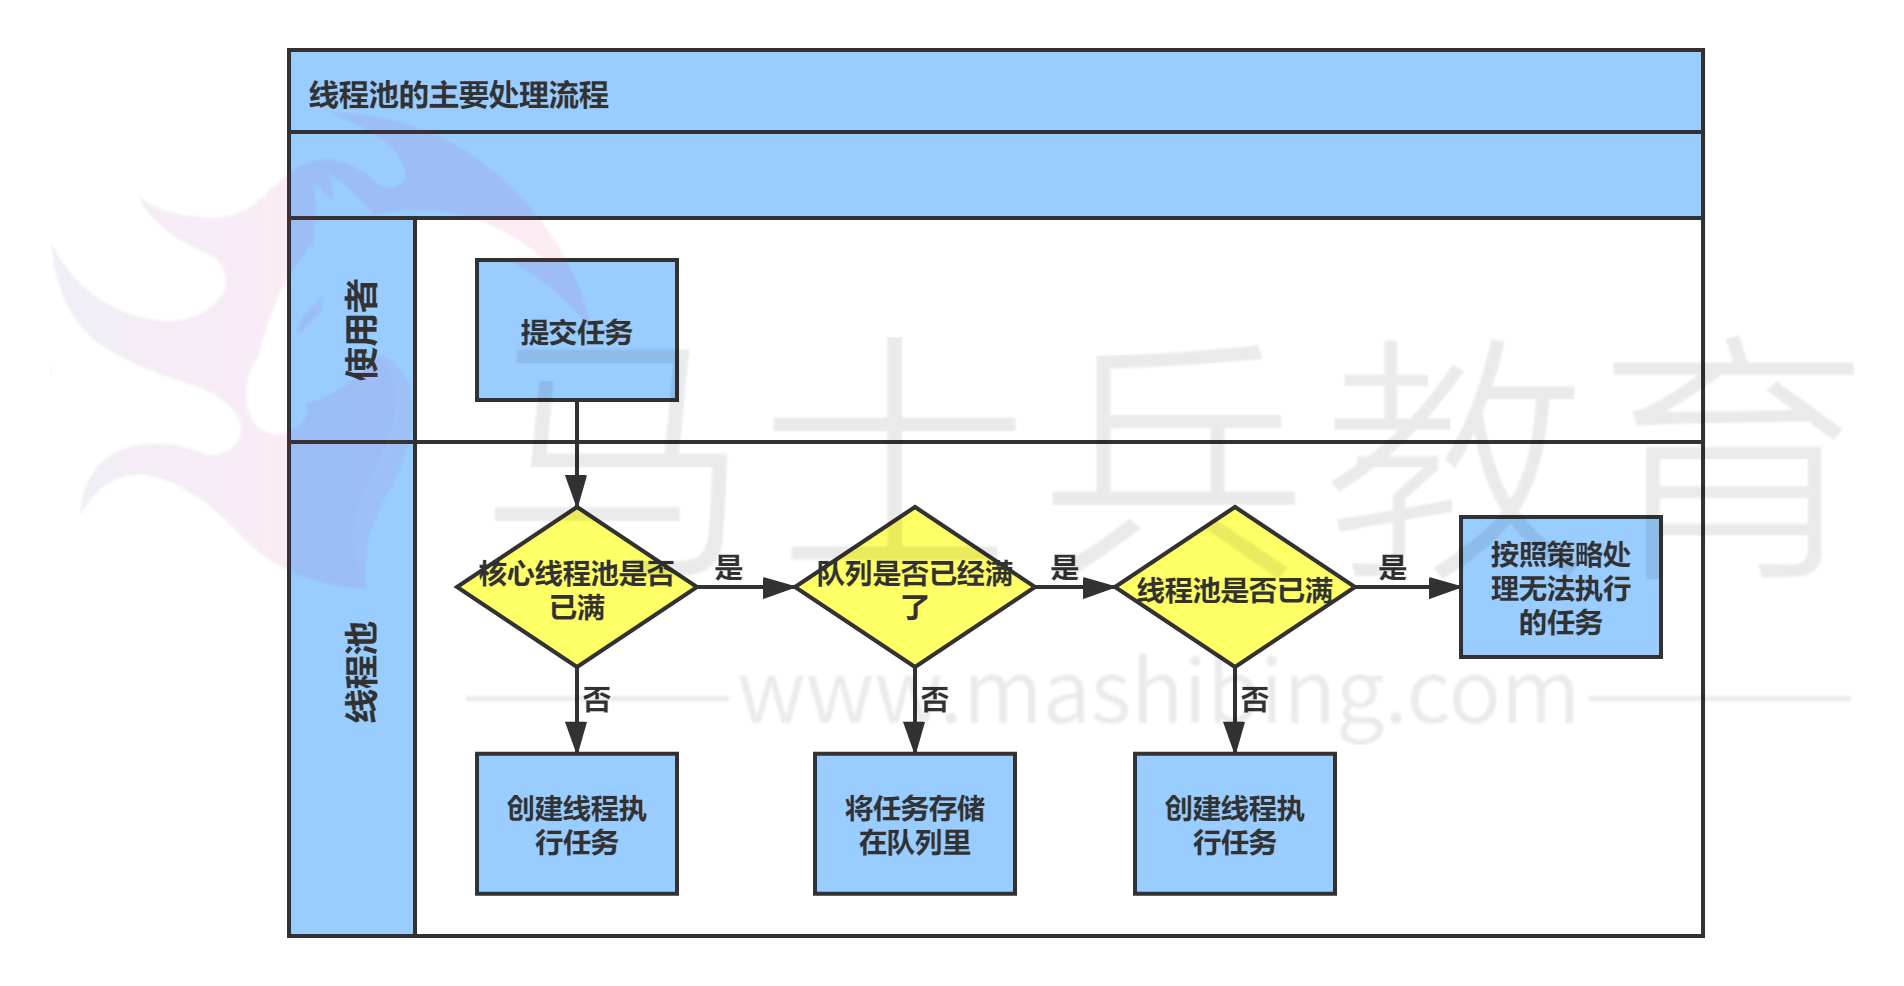 线程池的主要处理流程
使用者
提交任务
马士兵教育
线程池
核心线程池是否
已满
是
队列是否已经满
了
是
线程池是否已满
是
按照策略处
理无法执行
的任务
否
否
否
www.mashibing.com
创建线程执
行任务
将任务存储
在队列里
创建线程执
行任务